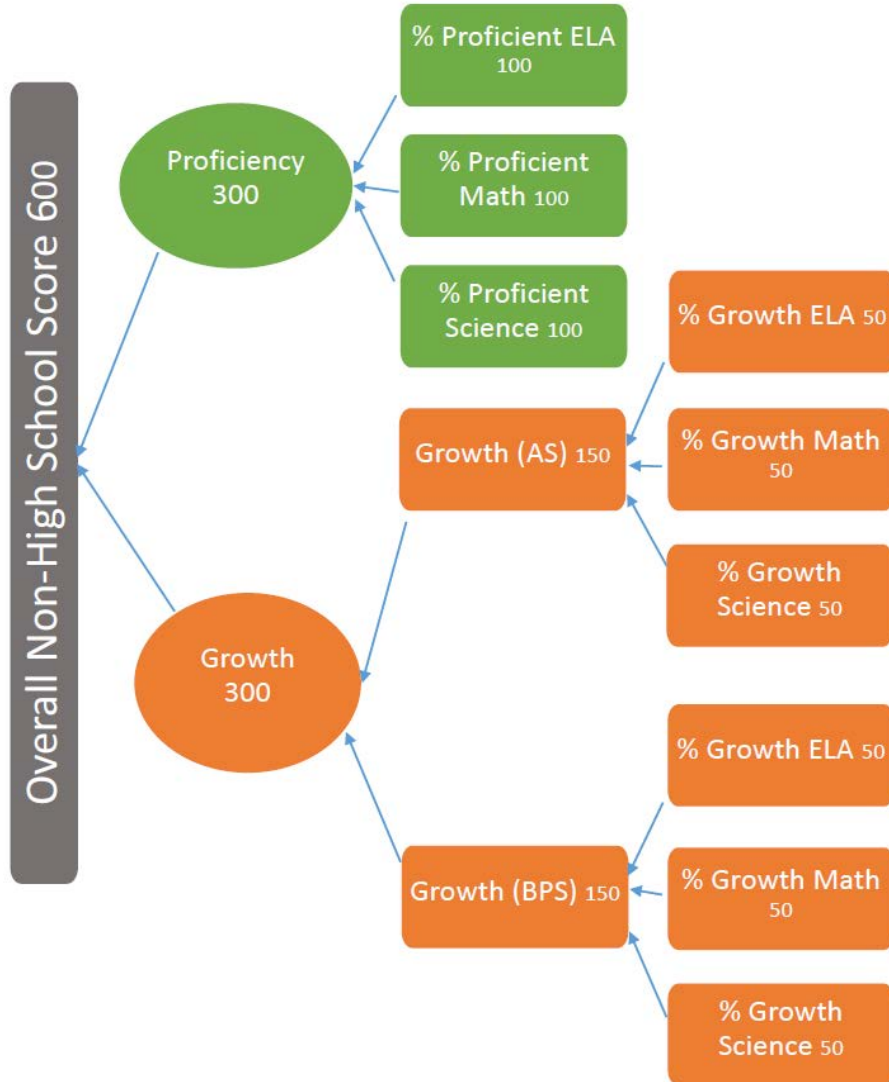 Overall Non-High School Score 600
Proficiency
300
% Proficient ELA
100
% Proficient
Math 100
% Proficient
Science 100
Growth
300
Growth (AS) 150
% Growth ELA 50
% Growth Math
50
% Growth
Science 50
Growth (BPS) 150
% Growth ELA 50
% Growth Math
50
% Growth
Science 50